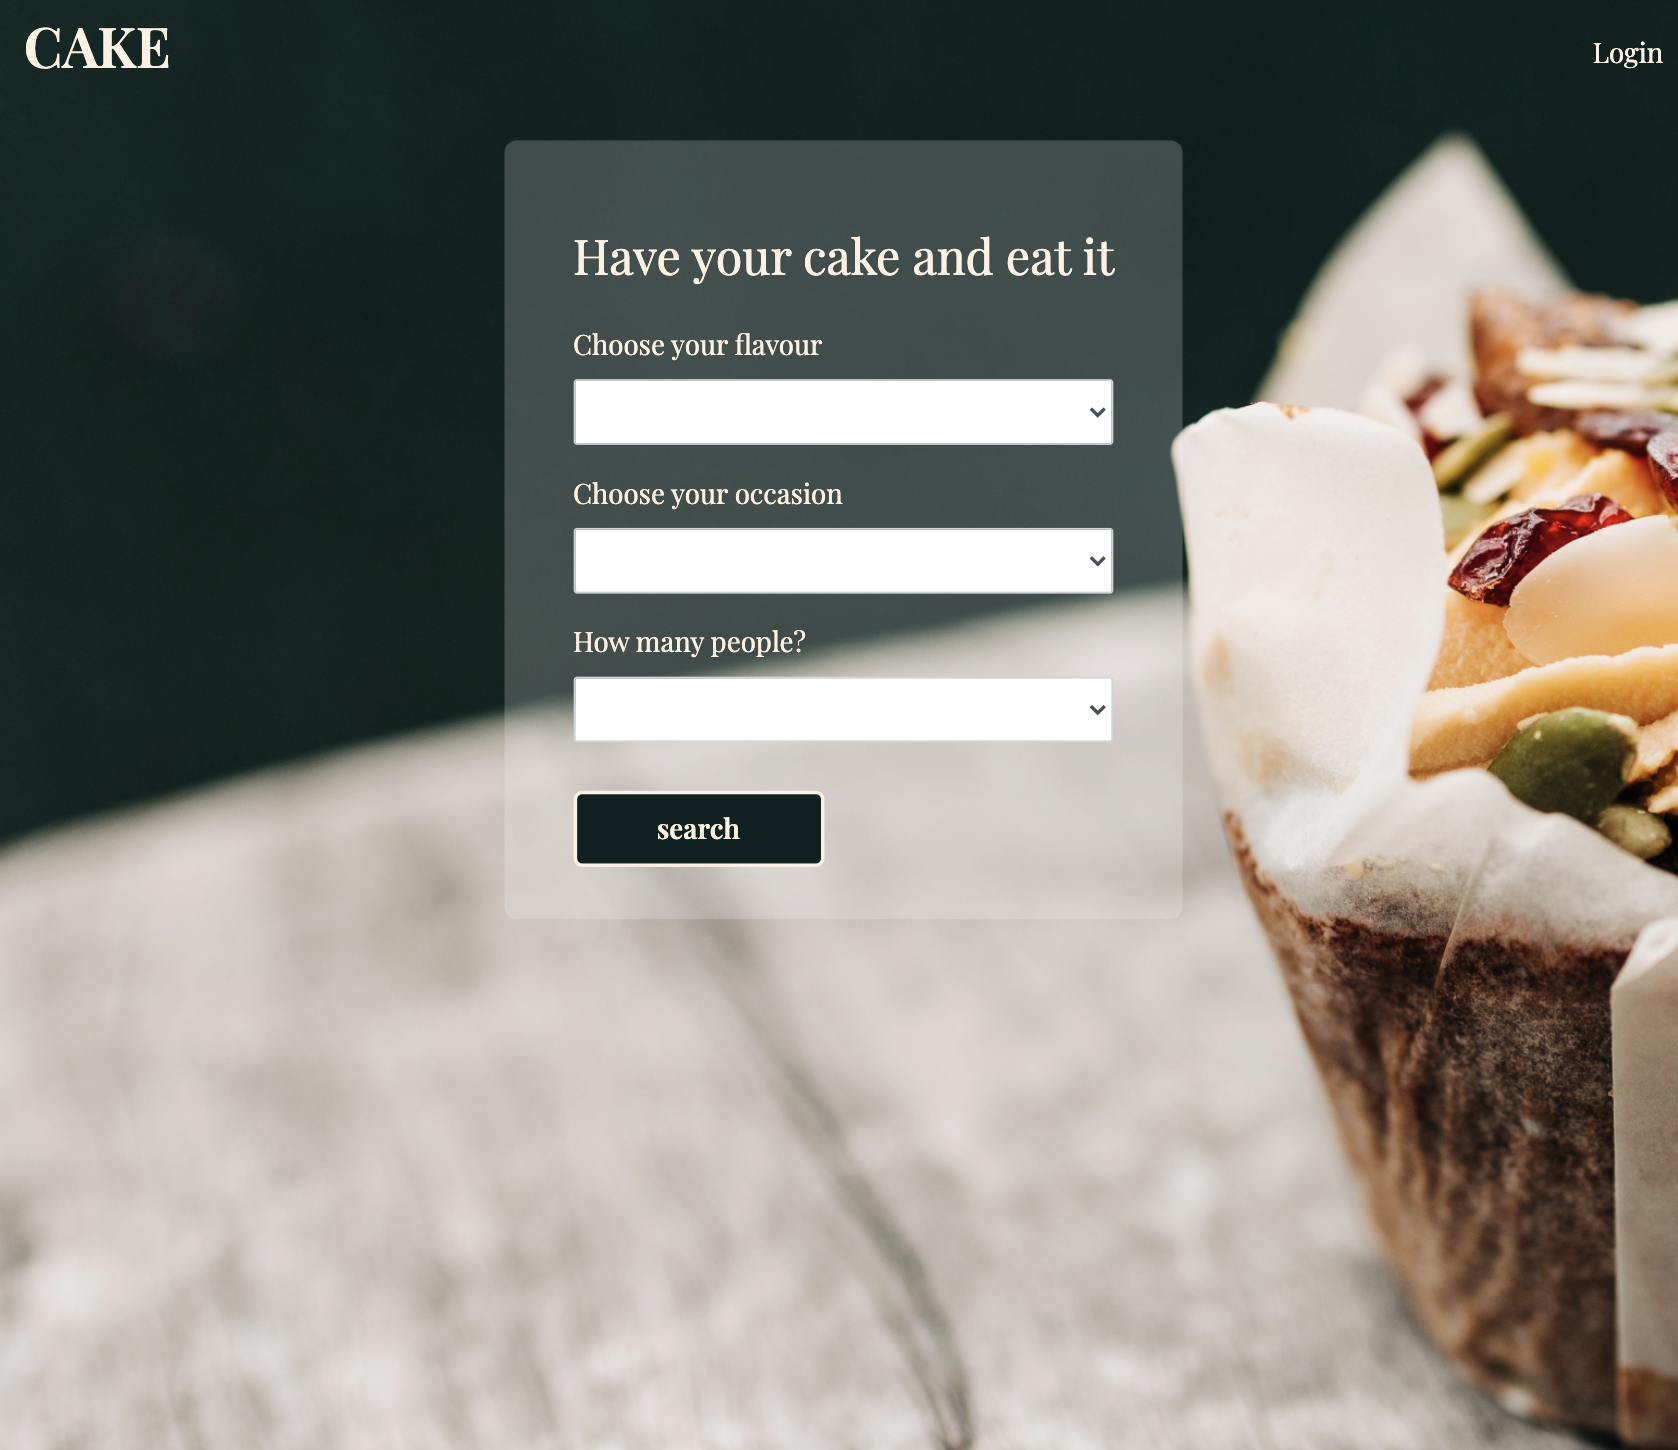 CAKE
Login
Have your cake and eat it
Choose your flavour
Choose your occasion
How many people?
search